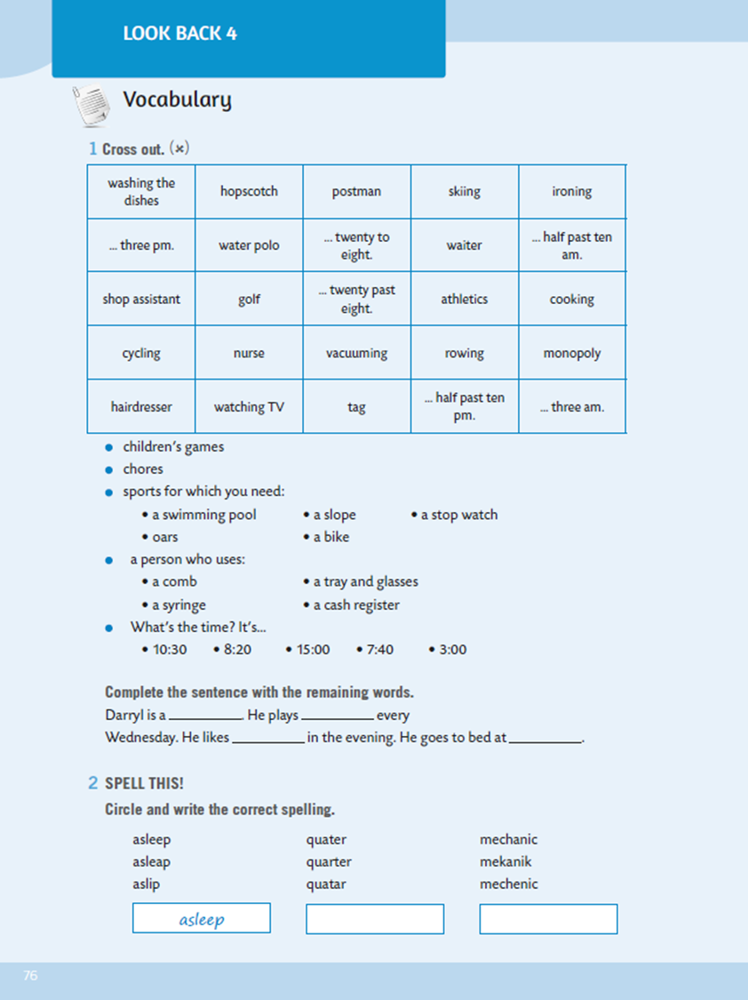 LOOK BACK 4
Vocabulary
1 Cross out. (×)
washing the dishes hopscotch postman skiing ironing
... three pm. water polo ... twenty to eight. waiter ... half past ten am.
shop assistant golf ... twenty past eight. athletics cooking
cycling nurse vacuuming rowing monopoly
hairdresser watching TV tag ... half past ten pm. ... three am.
• children's games
• chores
• sports for which you need:
• a swimming pool • a slope • a stop watch
• oars • a bike
• a person who uses:
• a comb • a tray and glasses
• a syringe • a cash register
• What's the time? It's...
• 10:30 • 8:20 • 15:00 • 7:40 • 3:00
Complete the sentence with the remaining words.
Darryl is a __________. He plays __________ every
Wednesday. He likes __________ in the evening. He goes to bed at __________.
2 SPELL THIS!
Circle and write the correct spelling.
asleep quater mechanic
asleap quarter mekanik
aslip quatar mechenic
asleep
76